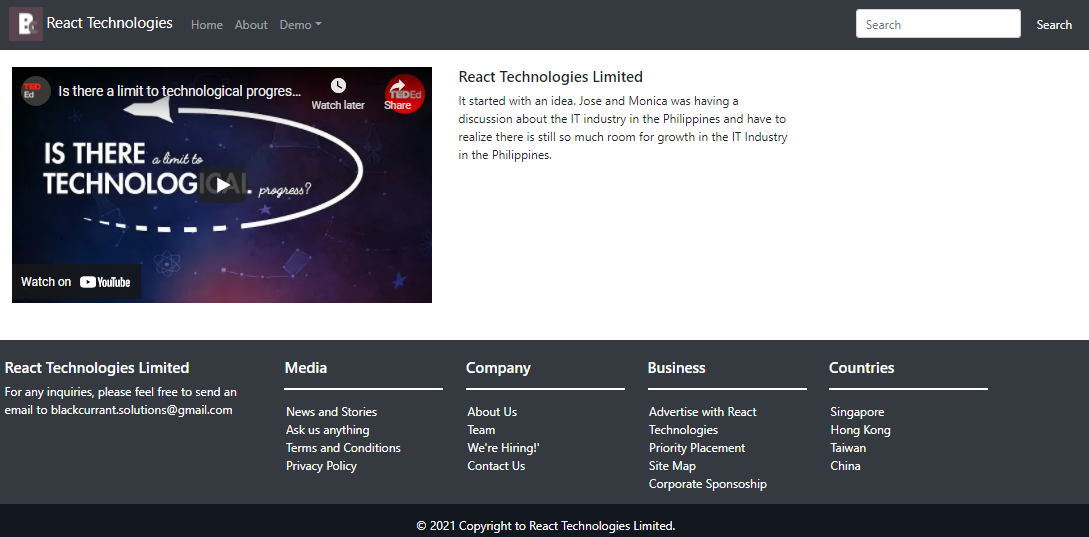 Bc React Technologies Home About Demo Search Search
TED Ed Is there a limit to technological progres...
Watch later Share
TEDEd
IS THERE a limit to
TECHNOLOGICAL progress?
Watch on YouTube
React Technologies Limited
It started with an idea. Jose and Monica was having a
discussion about the IT industry in the Philippines and have to
realize there is still so much room for growth in the IT Industry
in the Philippines.
React Technologies Limited
For any inquiries, please feel free to send an
email to blackcurrant.solutions@gmail.com
Media
News and Stories
Ask us anything
Terms and Conditions
Privacy Policy
Company
About Us
Team
We're Hiring!'
Contact Us
Business
Advertise with React
Technologies
Priority Placement
Site Map
Corporate Sponsoship
Countries
Singapore
Hong Kong
Taiwan
China
© 2021 Copyright to React Technologies Limited.